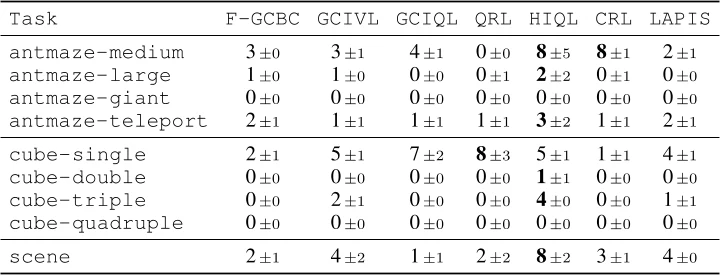 Task F-GCBC GCIVL GCIQL QRL HIQL CRL LAPIS
antmaze-medium 3 ±0 3 ±1 4 ±1 0 ±0 8 ±5 8 ±1 2 ±1
antmaze-large 1 ±0 1 ±0 0 ±0 0 ±1 2 ±2 0 ±1 0 ±0
antmaze-giant 0 ±0 0 ±0 0 ±0 0 ±0 0 ±0 0 ±0 0 ±0
antmaze-teleport 2 ±1 1 ±1 1 ±1 1 ±1 3 ±2 1 ±1 2 ±1
cube-single 2 ±1 5 ±1 7 ±2 8 ±3 5 ±1 1 ±1 4 ±1
cube-double 0 ±0 0 ±0 0 ±0 0 ±0 1 ±1 0 ±0 0 ±0
cube-triple 0 ±0 2 ±1 0 ±0 0 ±0 4 ±0 0 ±0 1 ±1
cube-quadruple 0 ±0 0 ±0 0 ±0 0 ±0 0 ±0 0 ±0 0 ±0
scene 2 ±1 4 ±2 1 ±1 2 ±2 8 ±2 3 ±1 4 ±0